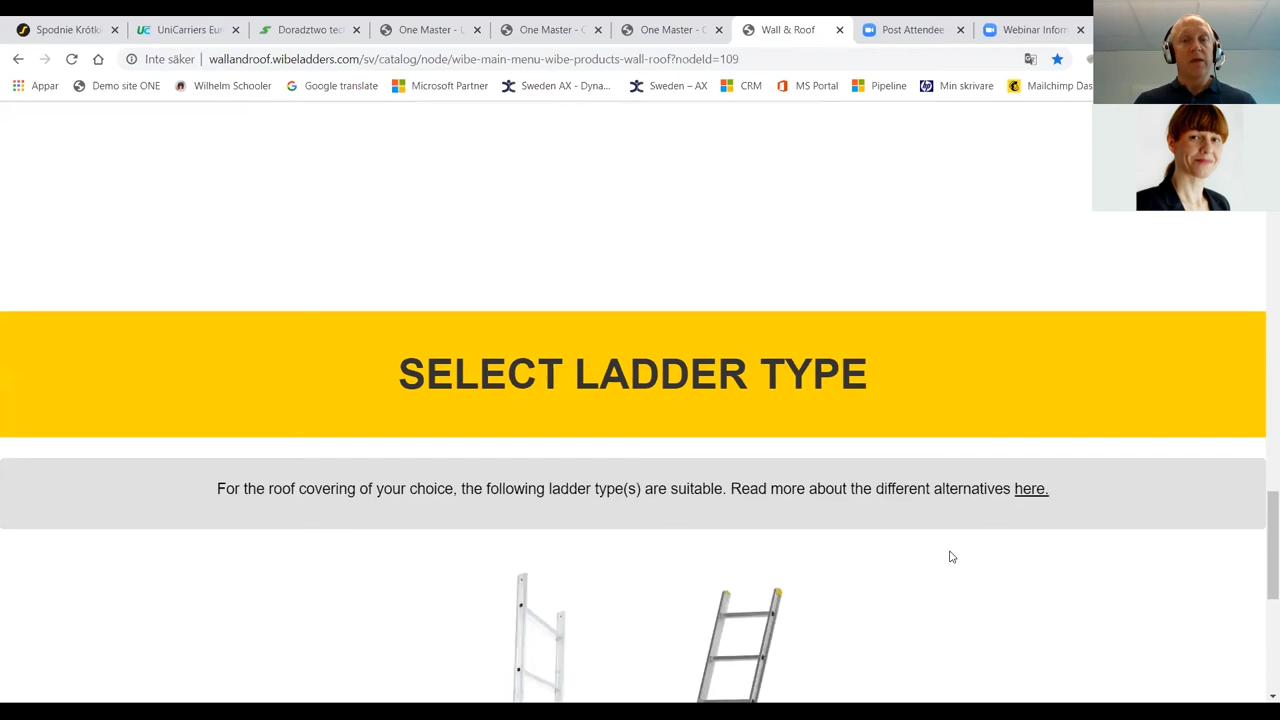 Spodnie Krótk
UniCarriers Eur
Doradztwo tech
One Master - U
One Master - C
One Master - C
Wall & Roof
Post Attendee
Webinar Inform
Inte säker
wallandroof.wibeladders.com/sv/catalog/node/wibe-main-menu-wibe-products-wall-roof?nodeId=109
Appar
Demo site ONE
Wilhelm Schooler
Google translate
Microsoft Partner
Sweden AX - Dyna...
Sweden – AX
CRM
MS Portal
Pipeline
Min skrivare
Mailchimp Das
SELECT LADDER TYPE
For the roof covering of your choice, the following ladder type(s) are suitable. Read more about the different alternatives here.